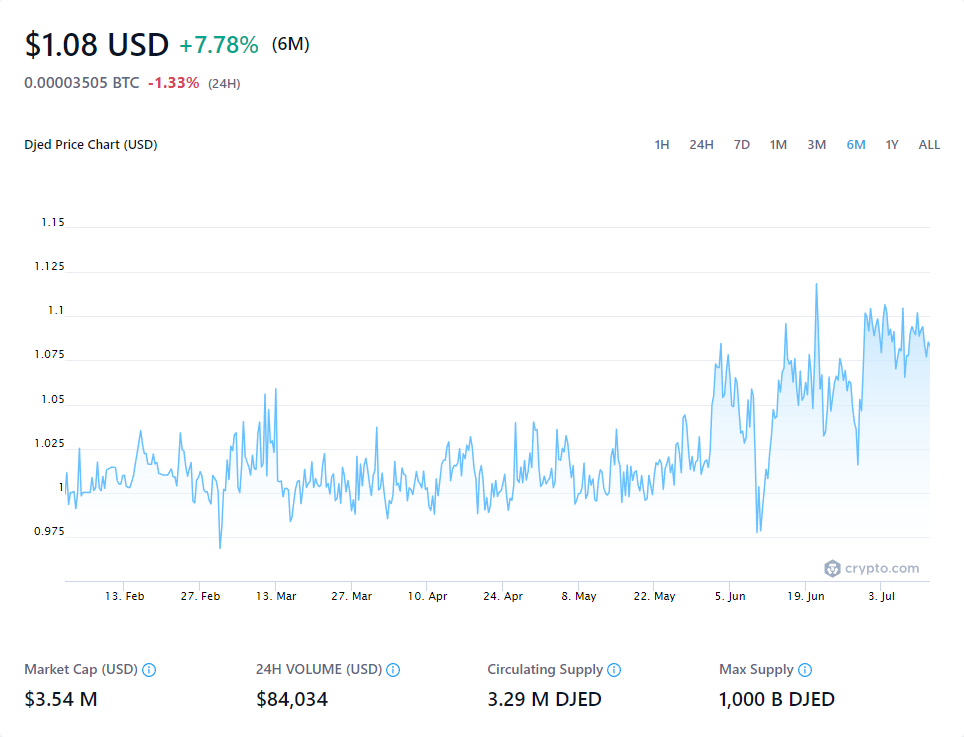 $1.08 USD +7.78% (6M)
0.00003505 BTC -1.33% (24H)
Djed Price Chart (USD) 1H 24H 7D 1M 3M 6M 1Y ALL
1.15
1.125
1.1
1.075
1.05
1.025
1
0.975
crypto.com
13. Feb 27. Feb 13. Mar 27. Mar 10. Apr 24. Apr 8. May 22. May 5. Jun 19. Jun 3. Jul
Market Cap (USD) 24H VOLUME (USD) Circulating Supply Max Supply
$3.54 M $84,034 3.29 M DJED 1,000 B DJED